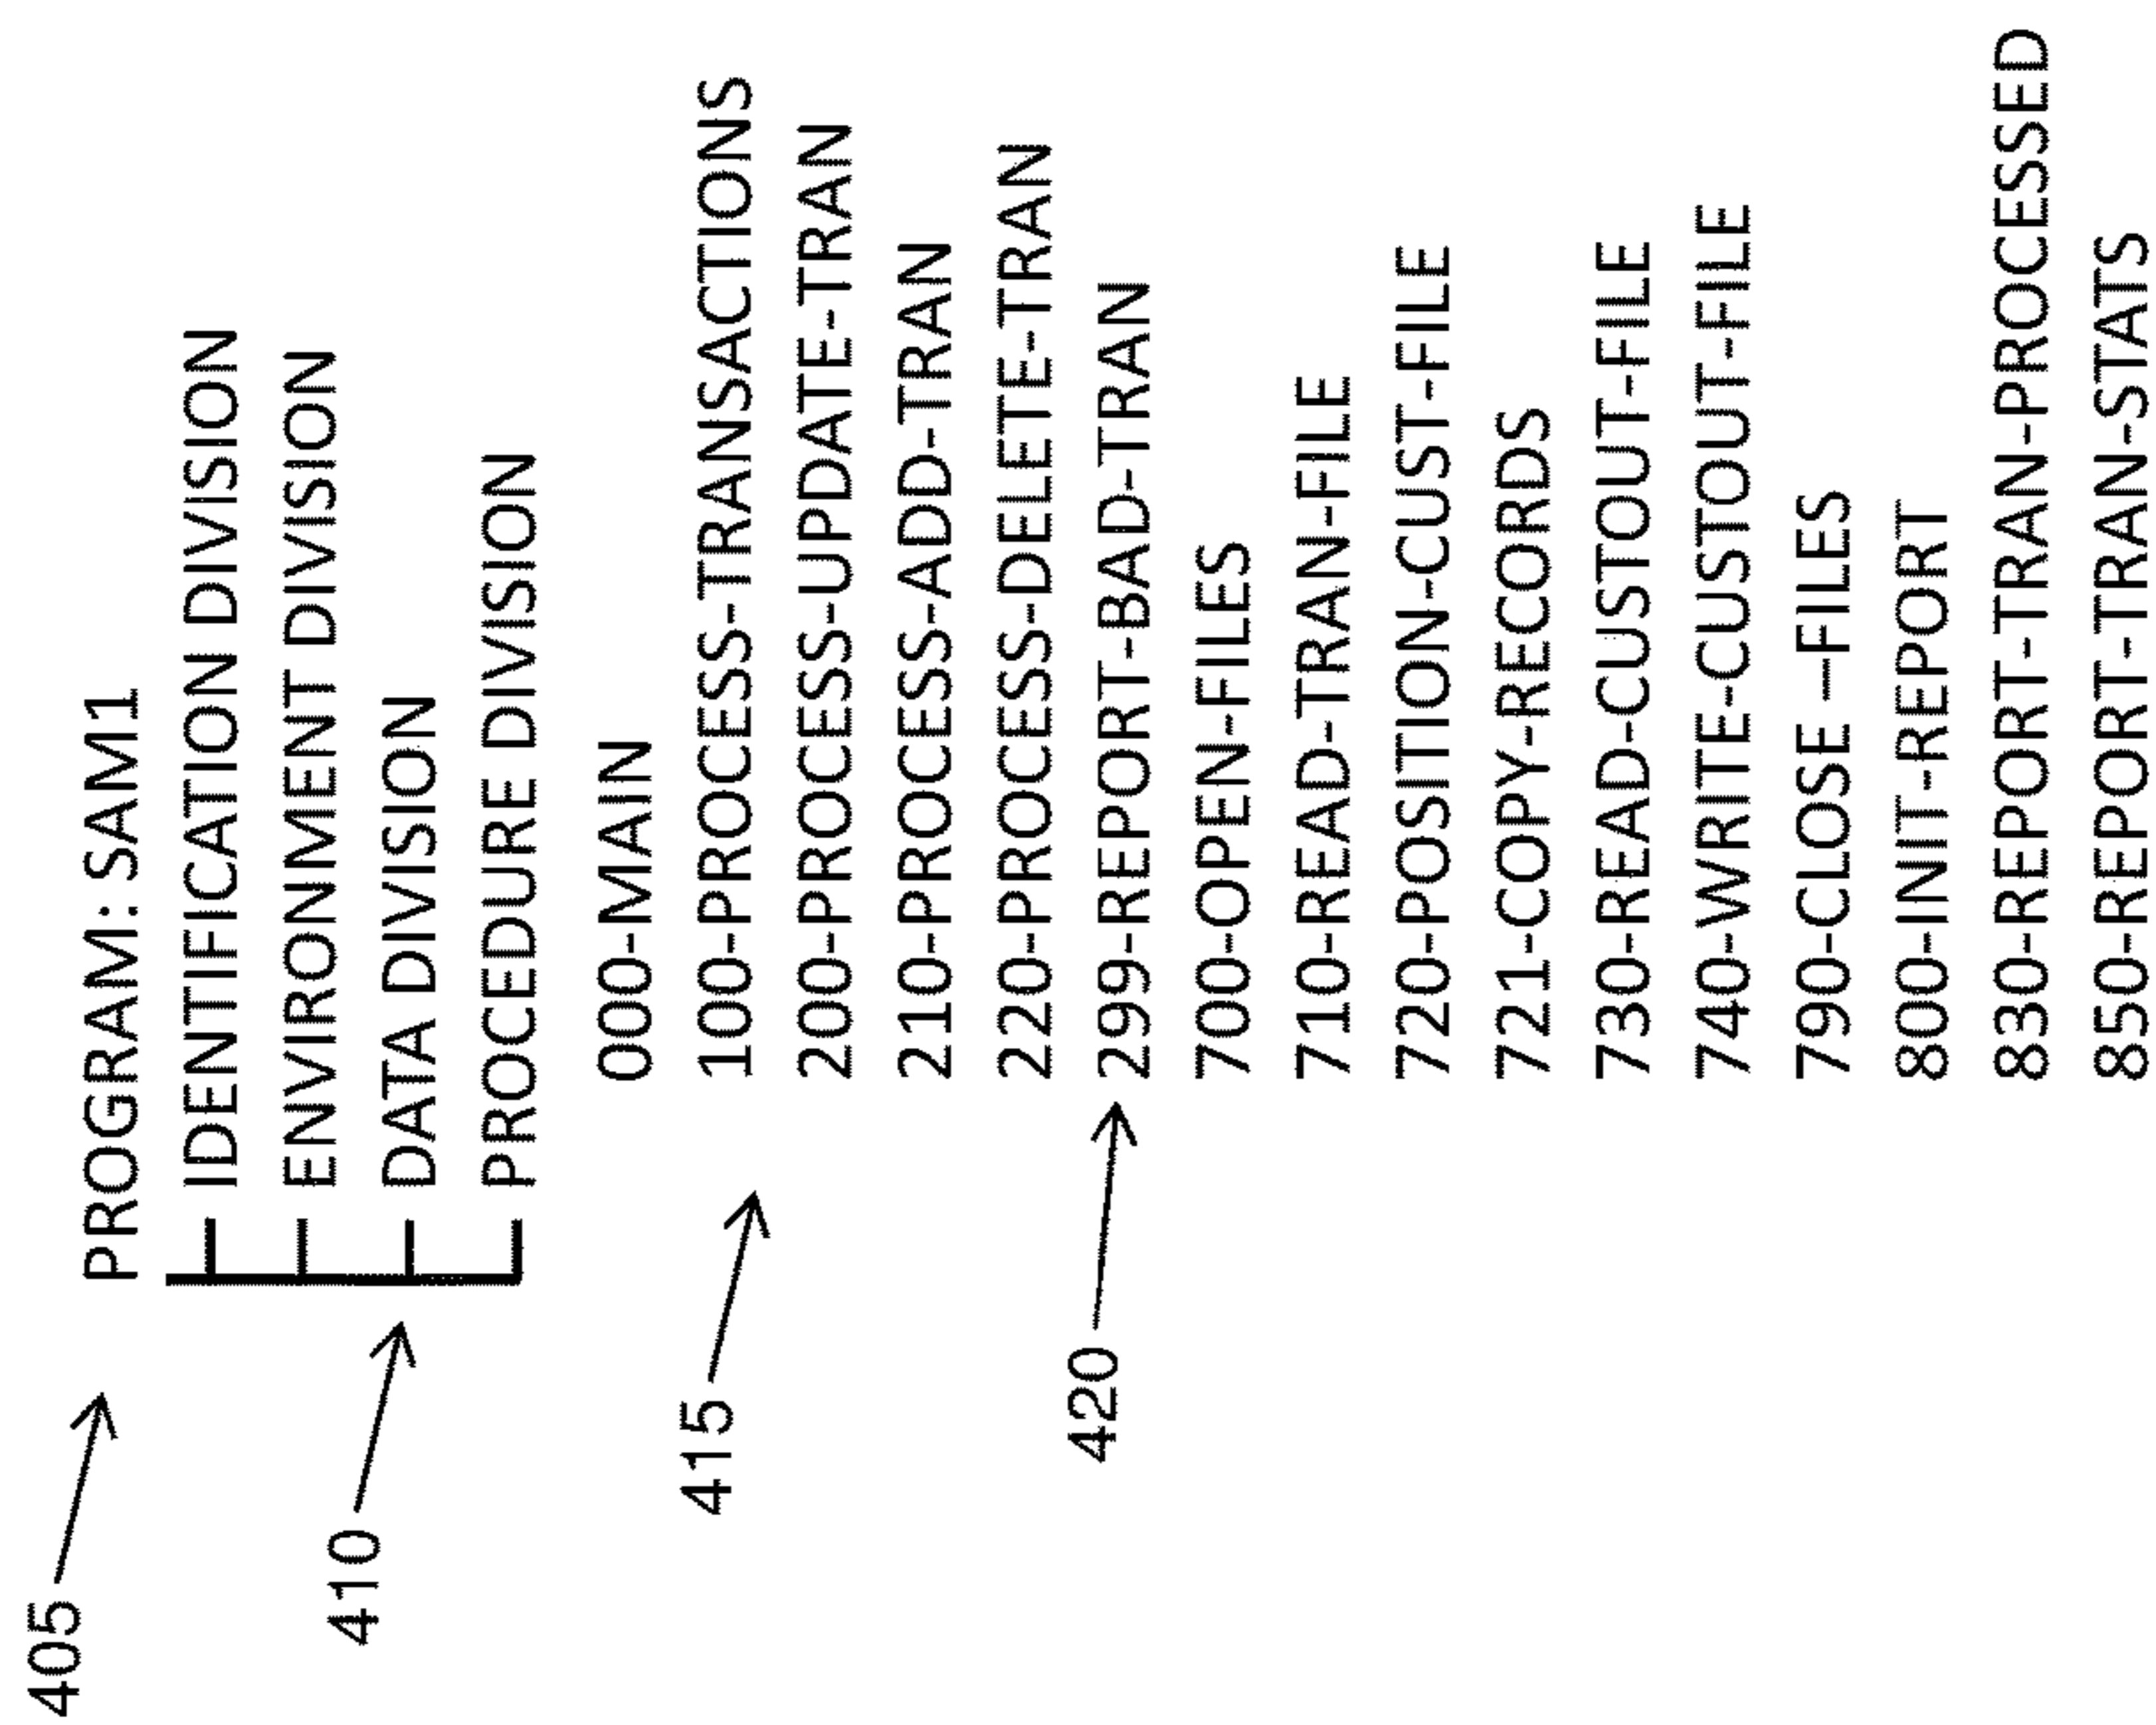 405
PROGRAM: SAM1
IDENTIFICATION DIVISION
ENVIRONMENT DIVISION
410
DATA DIVISION
PROCEDURE DIVISION
000-MAIN
415
100-PROCESS-TRANSACTIONS
200-PROCESS-UPDATE-TRAN
210-PROCESS-ADD-TRAN
220-PROCESS-DELETE-TRAN
420
299-REPORT-BAD-TRAN
700-OPEN-FILES
710-READ-TRAN-FILE
720-POSITION-CUST-FILE
721-COPY-RECORDS
730-READ-CUSTOUT-FILE
740-WRITE-CUSTOUT-FILE
790-CLOSE –FILES
800-INIT-REPORT
830-REPORT-TRAN-PROCESSED
850-REPORT-TRAN-STATS